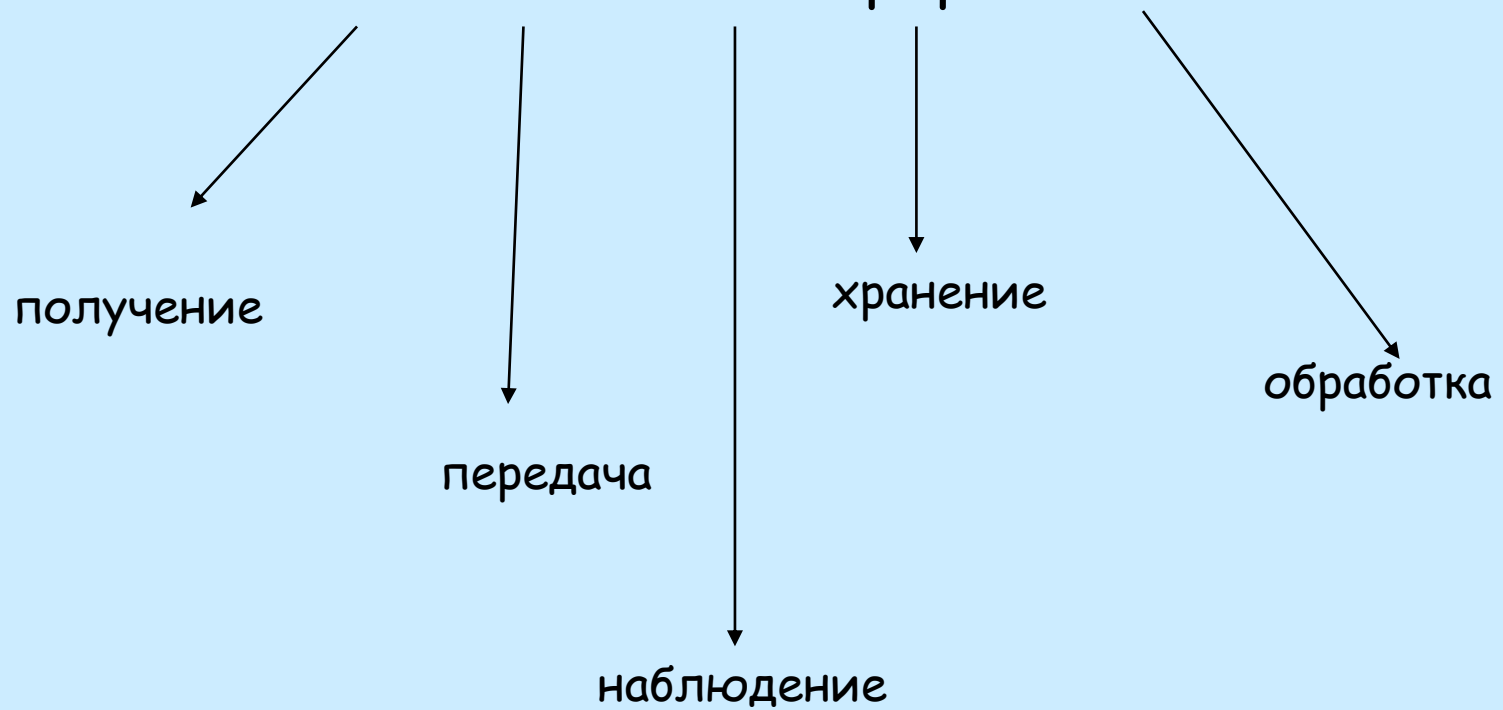 получение
хранение
обработка
передача
наблюдение